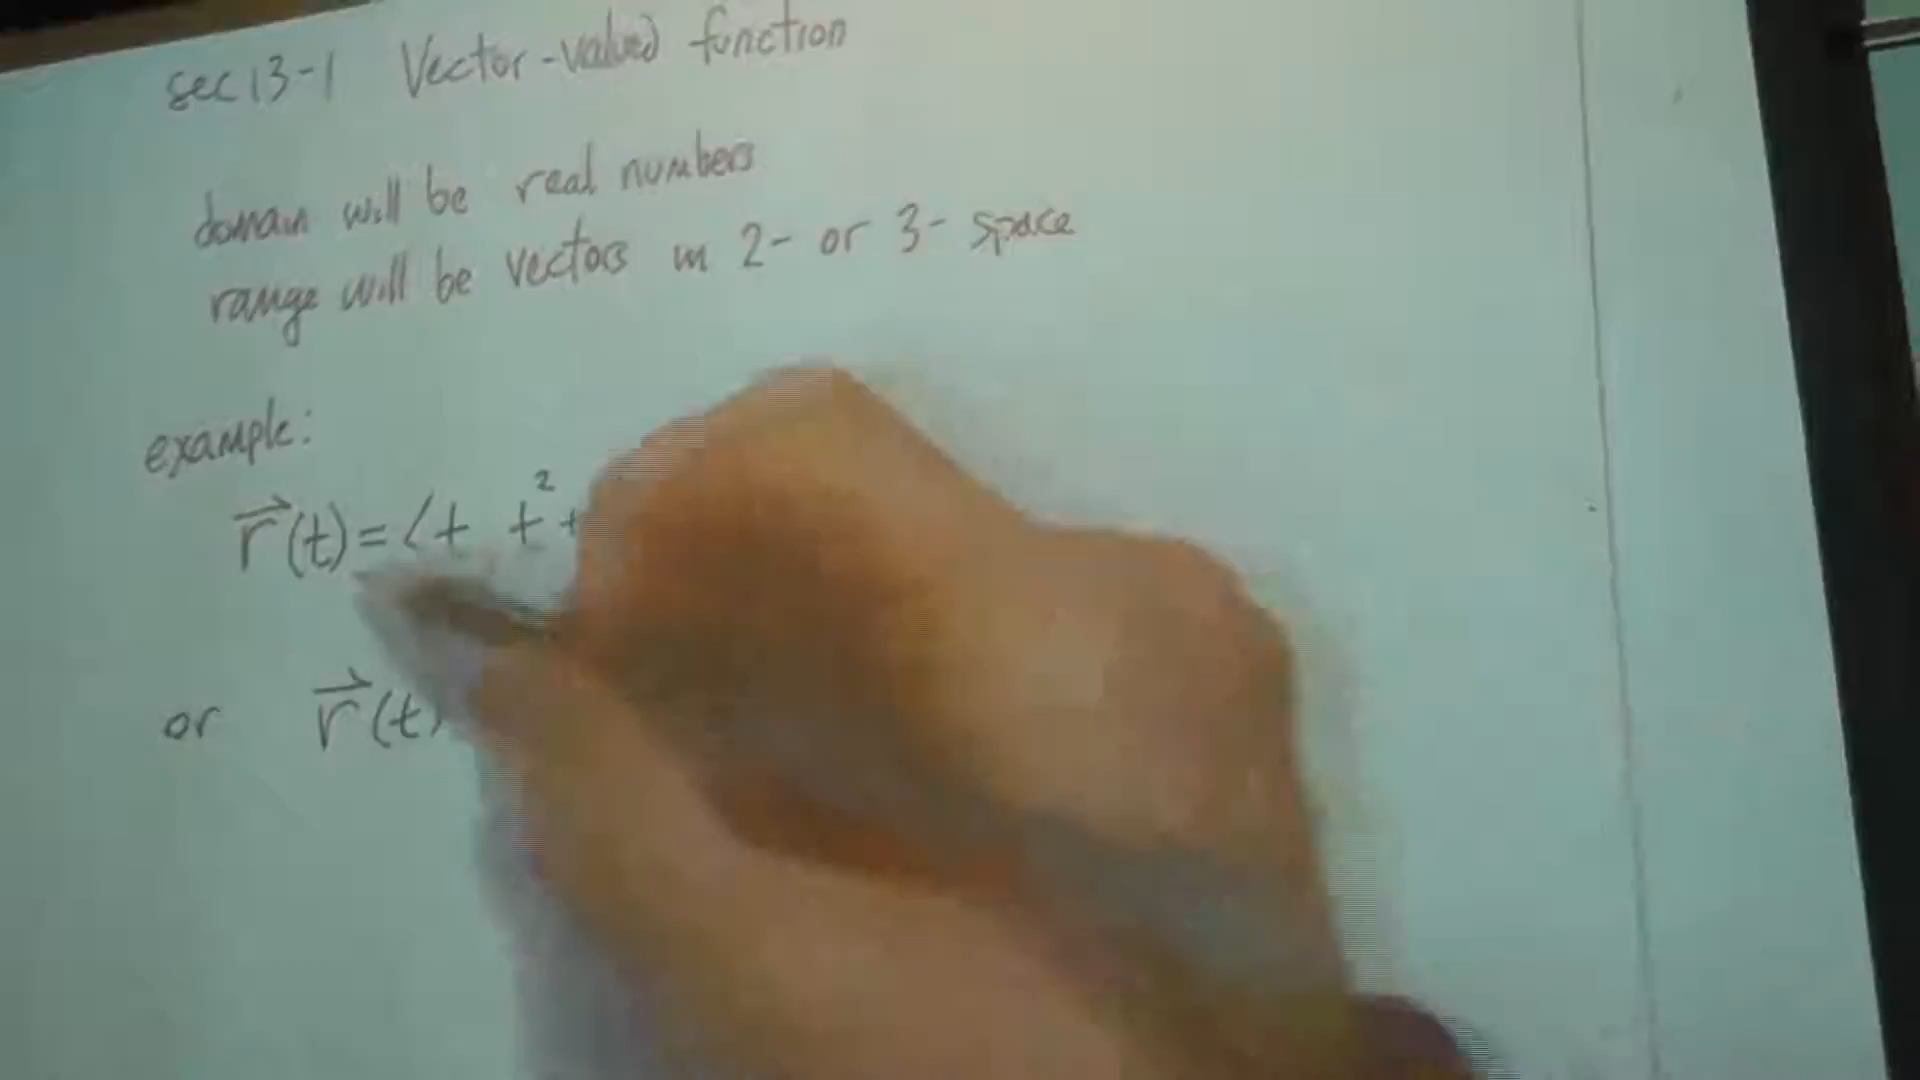 sec 13-1 Vector-valued function
domain will be real numbers
range will be vectors in 2- or 3- space
example:
r⃗(t)=⟨t t²+
or r⃗(t)